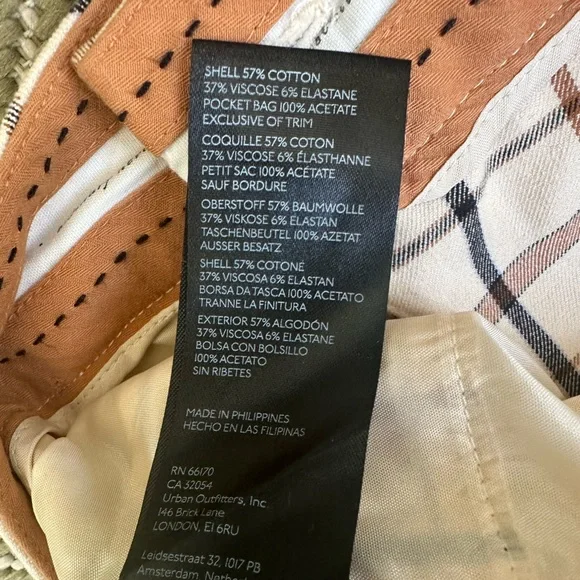 SHELL 57% COTTON
37% VISCOSE 6% ELASTANE
POCKET BAG 100% ACETATE
EXCLUSIVE OF TRIM
COQUILLE 57% COTON
37% VISCOSE 6% ÉLASTHANNE
PETIT SAC 100% ACÉTATE
SAUF BORDURE
OBERSTOFF 57% BAUMWOLLE
37% VISKOSE 6% ELASTAN
TASCHENBEUTEL 100% AZETAT
AUSSER BESATZ
SHELL 57% COTONE
37% VISCOSA 6% ELASTAN
BORSA DA TASCA 100% ACETATO
TRANNE LA FINITURA
EXTERIOR 57% ALGODÓN
37% VISCOSA 6% ELASTANE
BOLSA CON BOLSILLO
100% ACETATO
SIN RIBETES
MADE IN PHILIPPINES
HECHO EN LAS FILIPINAS
RN 66170
CA 32054
Urban Outfitters, Inc.
146 Brick Lane
LONDON, E1 6RU
Leidsestraat 32, 1017 PB
Amsterdam,